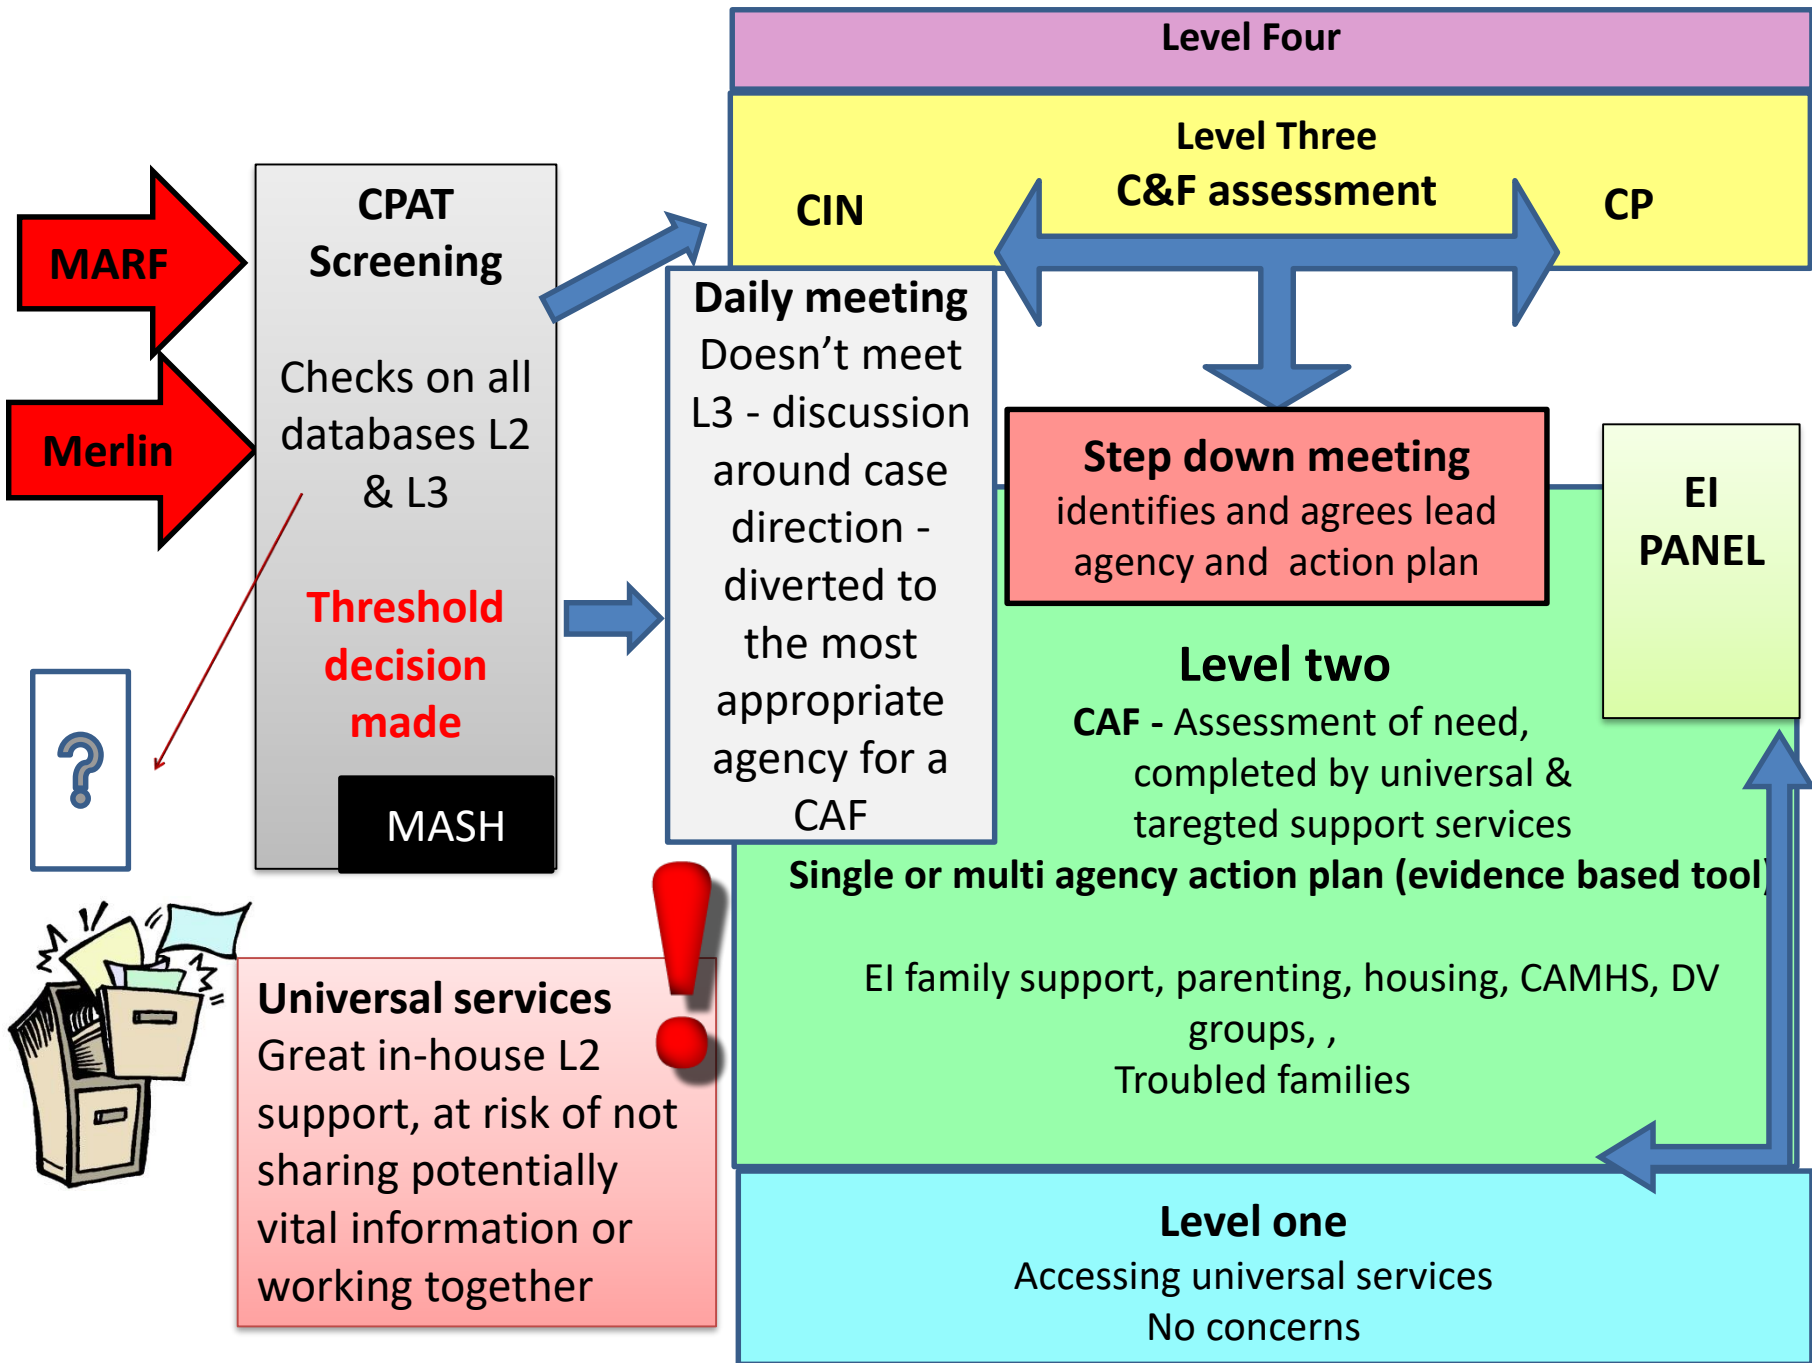 Level Four
Level Three
C&F assessment
CIN
CP
MARF
Merlin
CPAT
Screening
Checks on all
databases L2
& L3
Threshold
decision
made
MASH
?
Daily meeting
Doesn’t meet
L3 - discussion
around case
direction -
diverted to
the most
appropriate
agency for a
CAF
Step down meeting
identifies and agrees lead
agency and action plan
EI
PANEL
Level two
CAF - Assessment of need,
completed by universal &
taregted support services
Single or multi agency action plan (evidence based tool)
EI family support, parenting, housing, CAMHS, DV
groups, ,
Troubled families
!
Universal services
Great in-house L2
support, at risk of not
sharing potentially
vital information or
working together
Level one
Accessing universal services
No concerns